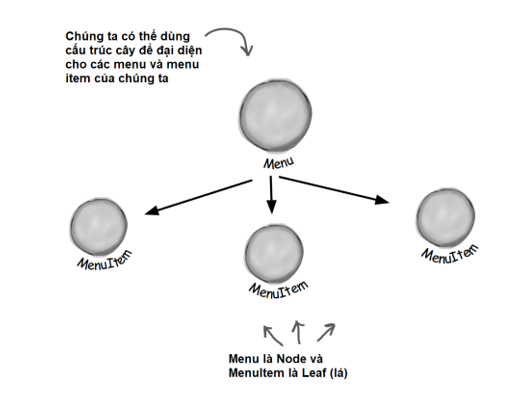 Chúng ta có thể dùng
cấu trúc cây để đại diện
cho các menu và menu
item của chúng ta
Menu
MenuItem
MenuItem
MenuItem
Menu là Node và
MenuItem là Leaf (lá)